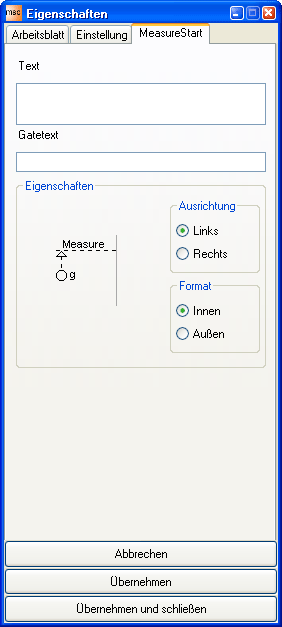 msc Eigenschaften
Arbeitsblatt Einstellung MeasureStart
Text
Gatetext
Eigenschaften
Measure
g
Ausrichtung
Links
Rechts
Format
Innen
Außen
Abbrechen
Übernehmen
Übernehmen und schließen